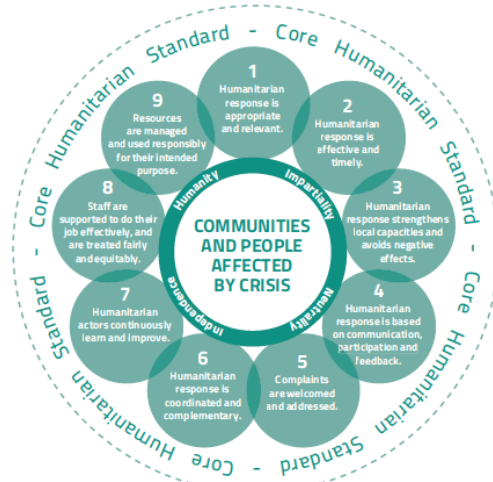 Core Humanitarian Standard - Core Humanitarian Standard - Core Humanitarian Standard - Core Humanitarian Standard -
1
Humanitarian
response is
appropriate
and relevant.
2
Humanitarian
response is
effective and
timely.
3
Humanitarian
response strengthens
local capacities and
avoids negative
effects.
4
Humanitarian
response is based
on communication,
participation and
feedback.
5
Complaints
are welcomed
and addressed.
6
Humanitarian
response is
coordinated and
complementary.
7
Humanitarian
actors continuously
learn and improve.
8
Staff are
supported to do their
job effectively, and
are treated fairly
and equitably.
9
Resources
are managed
and used responsibly
for their intended
purpose.
Humanity
Impartiality
Neutrality
Independence
COMMUNITIES
AND PEOPLE
AFFECTED
BY CRISIS